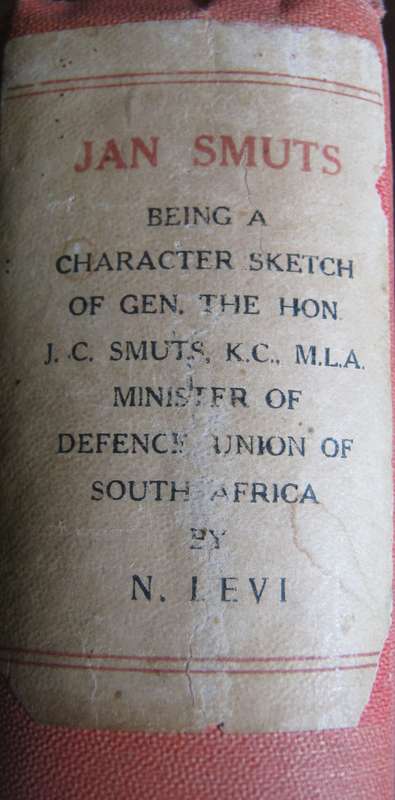 JAN SMUTS
BEING A
CHARACTER SKETCH
OF GEN. THE HON.
J. C. SMUTS, K.C., M.L.A.
MINISTER OF
DEFENCE UNION OF
SOUTH AFRICA
BY
N. LEVI